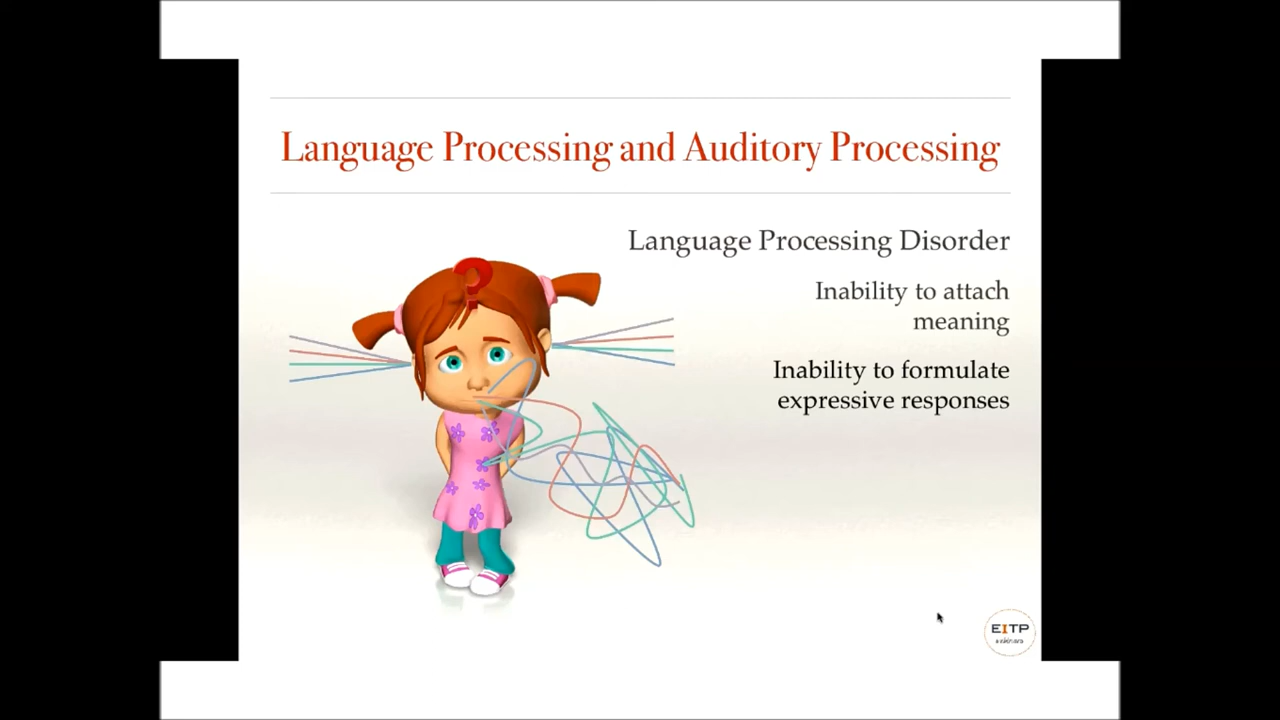 Language Processing and Auditory Processing
Language Processing Disorder
Inability to attach
meaning
Inability to formulate
expressive responses
?
EITP